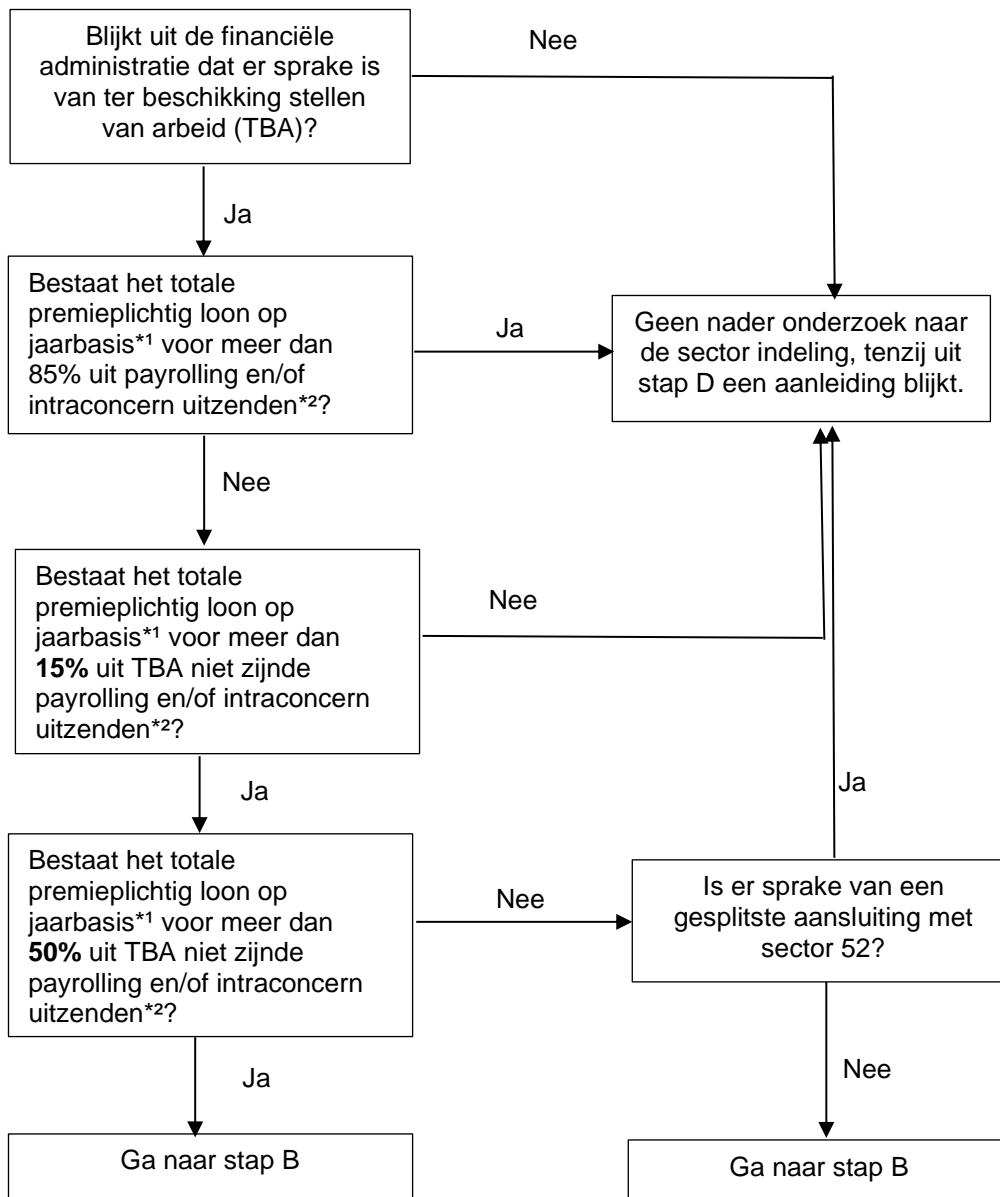 Blijkt uit de financiële
administratie dat er sprake is
van ter beschikking stellen
van arbeid (TBA)?
Nee
Ja
Bestaat het totale
premieplichtig loon op
jaarbasis*¹ voor meer dan
85% uit payrolling en/of
intraconcern uitzenden*²?
Ja
Geen nader onderzoek naar
de sector indeling, tenzij uit
stap D een aanleiding blijkt.
Nee
Bestaat het totale
premieplichtig loon op
jaarbasis*¹ voor meer dan
15% uit TBA niet zijnde
payrolling en/of intraconcern
uitzenden*²?
Nee
Ja
Ja
Bestaat het totale
premieplichtig loon op
jaarbasis*¹ voor meer dan
50% uit TBA niet zijnde
payrolling en/of intraconcern
uitzenden*²?
Nee
Is er sprake van een
gesplitste aansluiting met
sector 52?
Ja
Nee
Ga naar stap B
Ga naar stap B